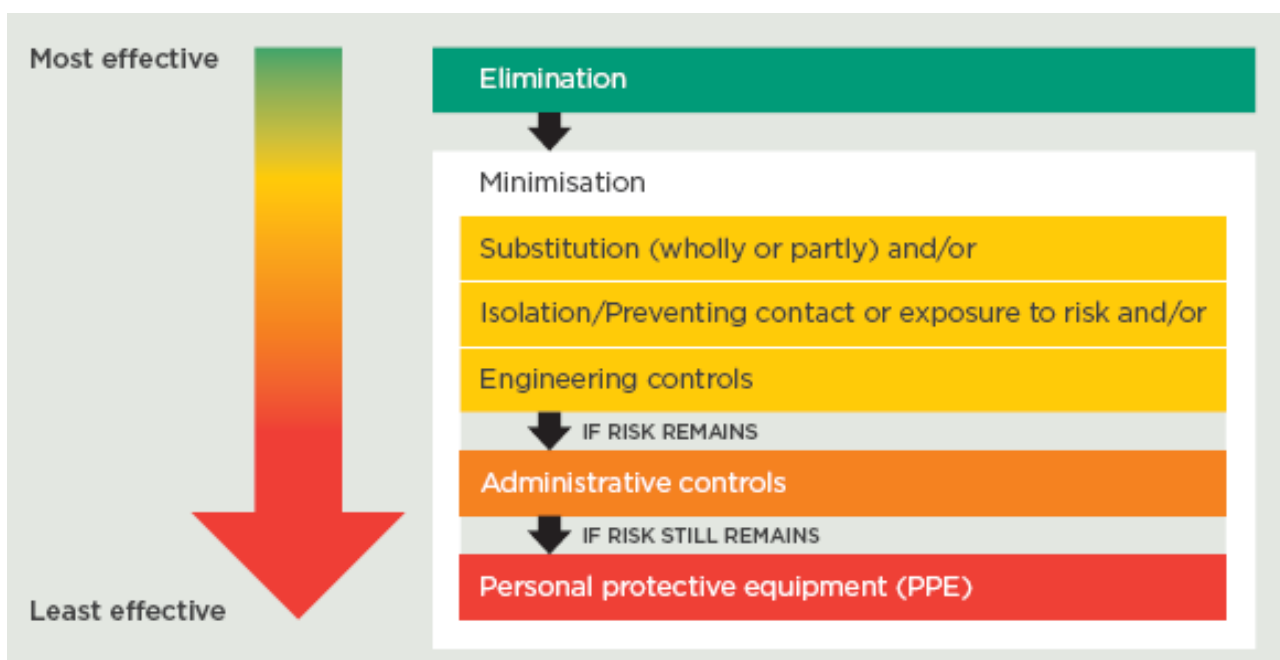 Most effective
Elimination
Minimisation
Substitution (wholly or partly) and/or
Isolation/Preventing contact or exposure to risk and/or
Engineering controls
IF RISK REMAINS
Administrative controls
IF RISK STILL REMAINS
Personal protective equipment (PPE)
Least effective